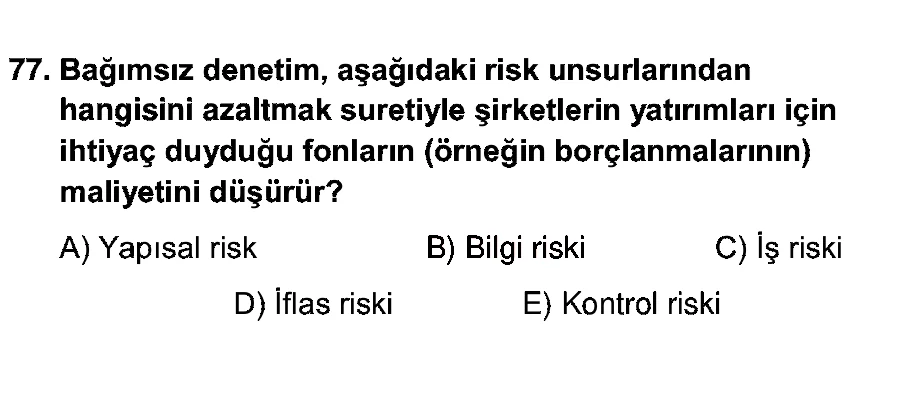 77. Bağımsız denetim, aşağıdaki risk unsurlarından
hangisini azaltmak suretiyle şirketlerin yatırımları için
ihtiyaç duyduğu fonların (örneğin borçlanmalarının)
maliyetini düşürür?
A) Yapısal risk B) Bilgi riski C) İş riski
D) İflas riski E) Kontrol riski